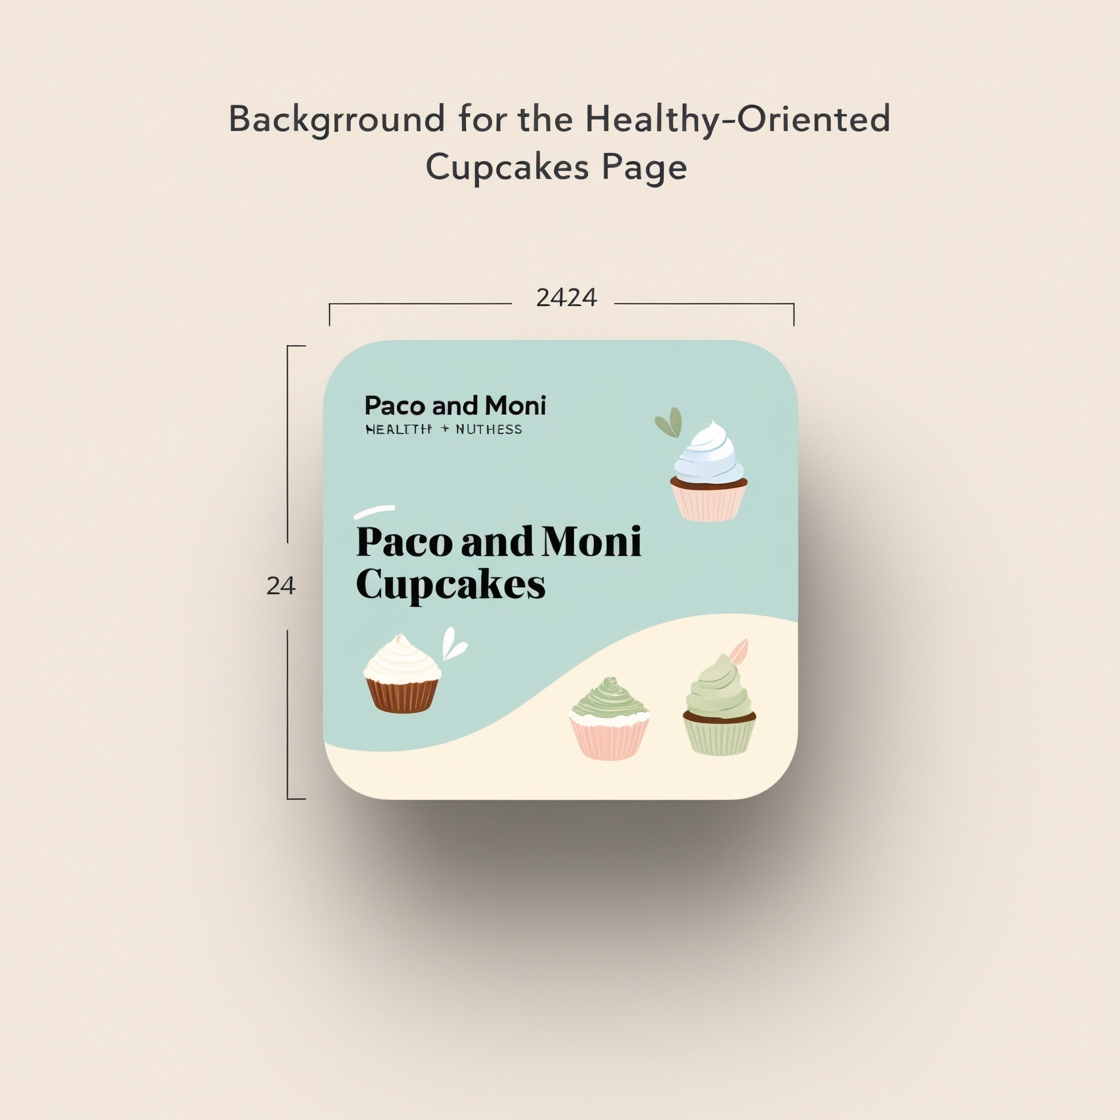 Backgrround for the Healthy-Oriented
Cupcakes Page
2424
Paco and Moni
HEALTTH + NUTHESS
24
Paco and Moni
Cupcakes